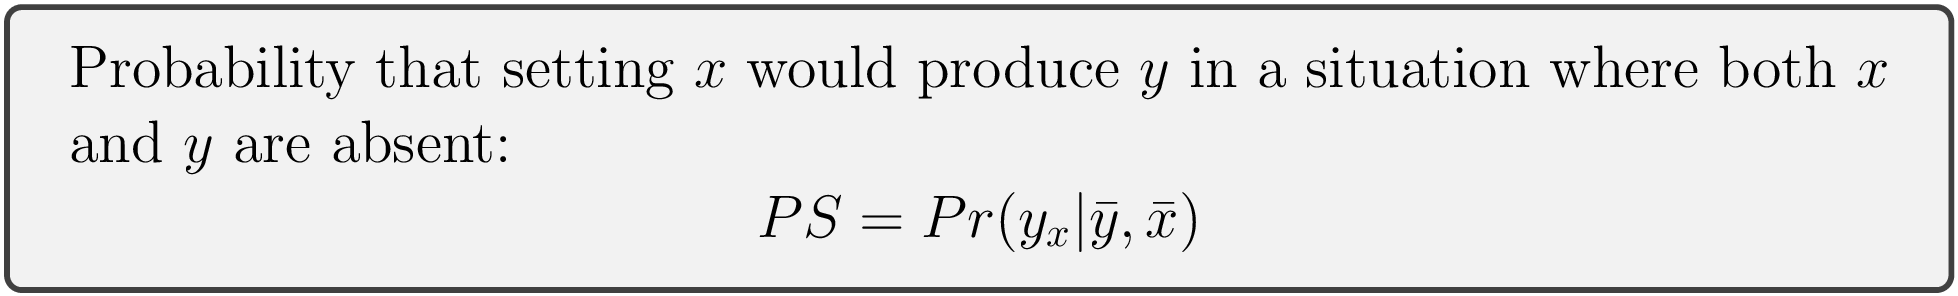 Probability that setting x would produce y in a situation where both x
and y are absent:
PS = Pr(y_x|ȳ, x̄)